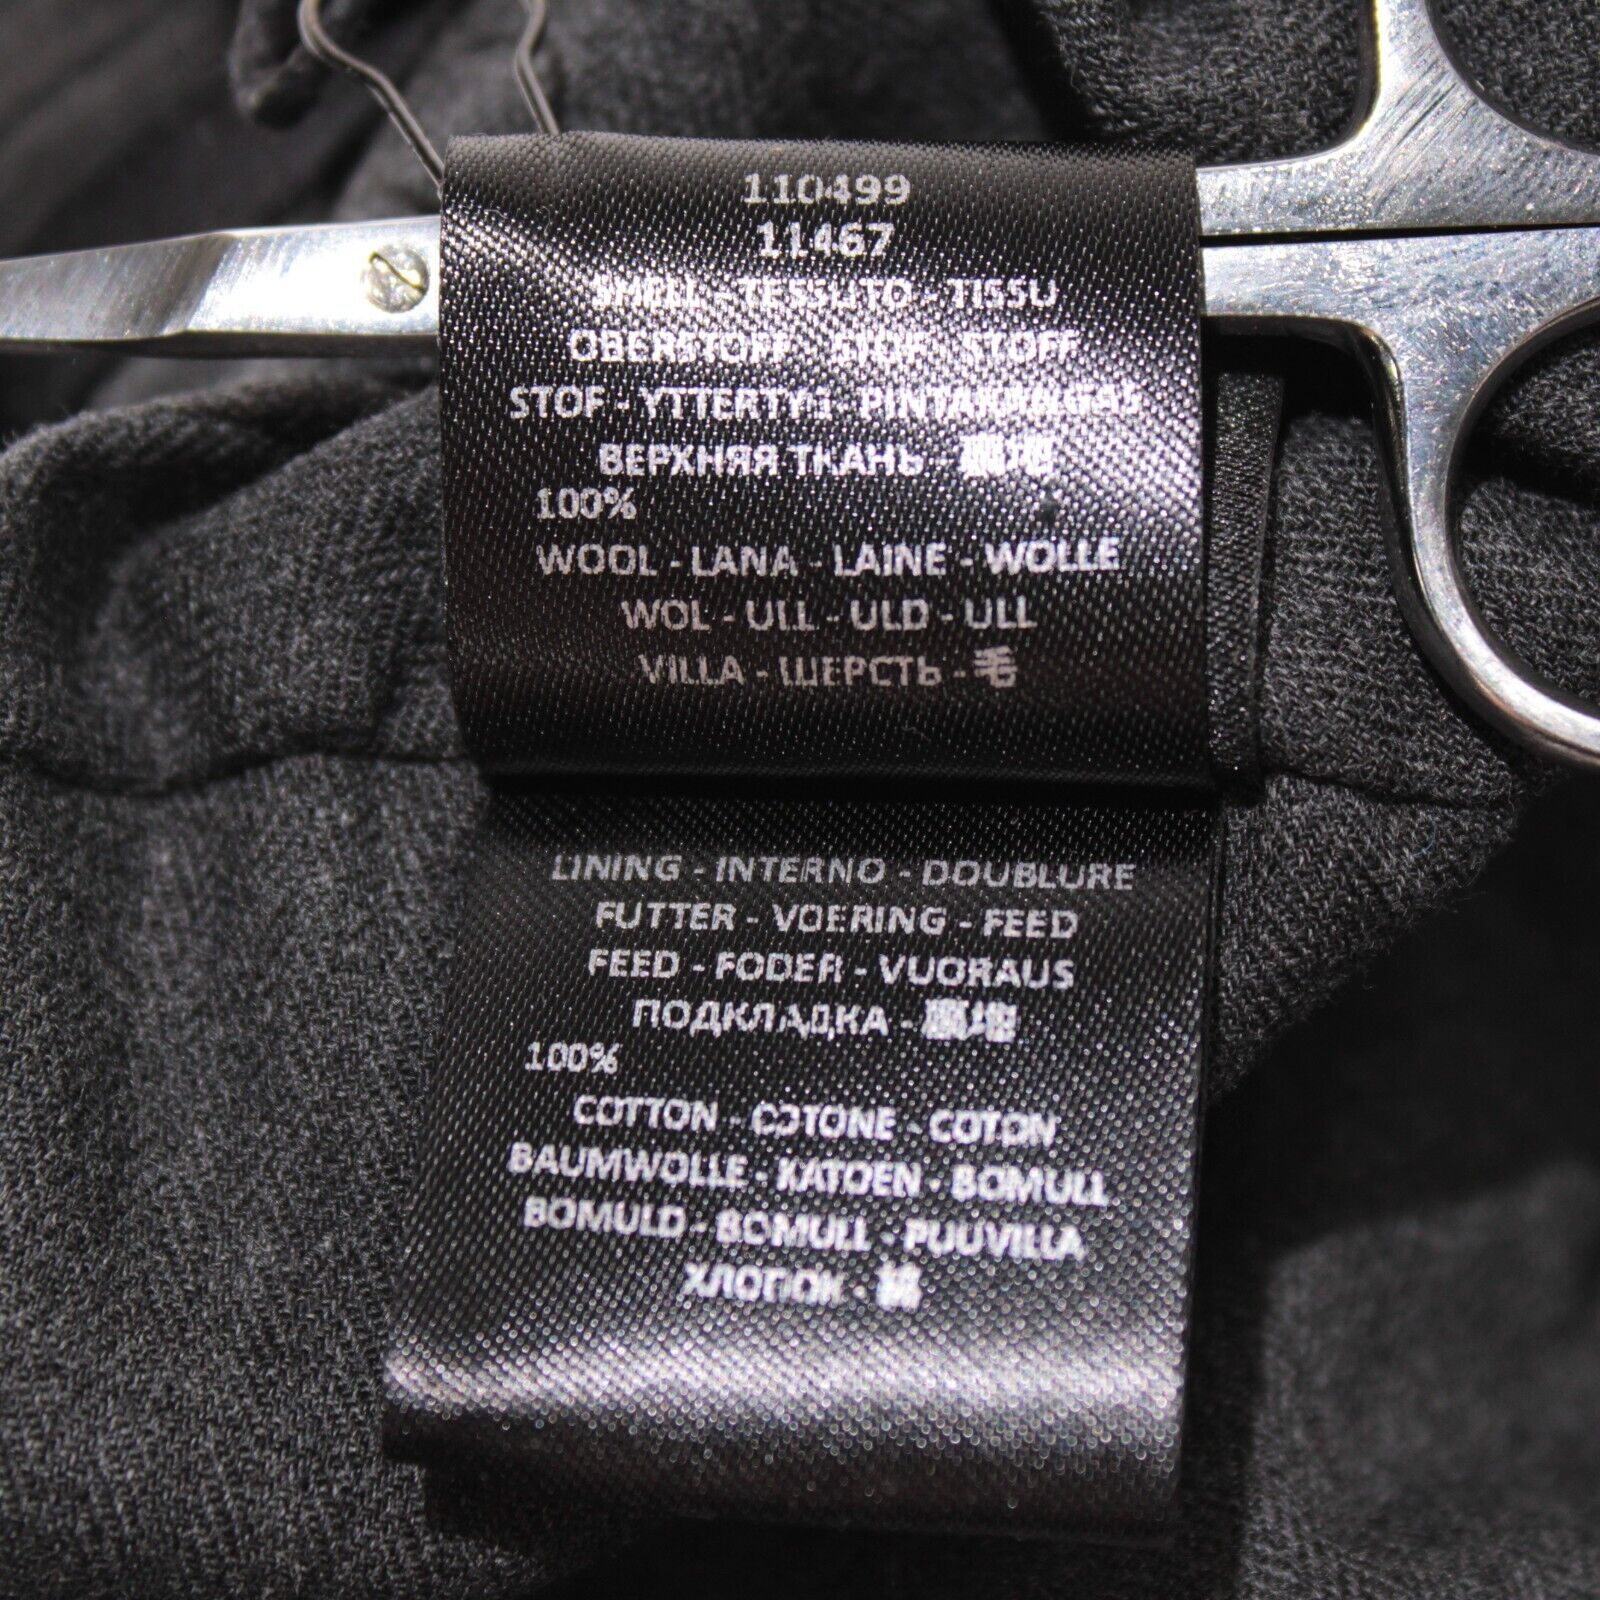 110499
11467
SHELL - TESSUTO - TISSU
OBERSTOFF - STOF - STOFF
STOF - YTTERTYG - PINTAKANGAS
ВЕРХНЯЯ ТКАНЬ -
100%
WOOL - LANA - LAINE - WOLLE
WOL - ULL - ULD - ULL
VILLA - ШЕРСТЬ - 毛
LINING - INTERNO - DOUBLURE
FUTTER - VOERING - FEED
FEED - FODER - VUORAUS
ПОДКЛАДКА -
100%
COTTON - COTONE - COTON
BAUMWOLLE - KATOEN - BOMULL
BOMULD - BOMULL - PUUVILLA
ХЛОПОК - 棉